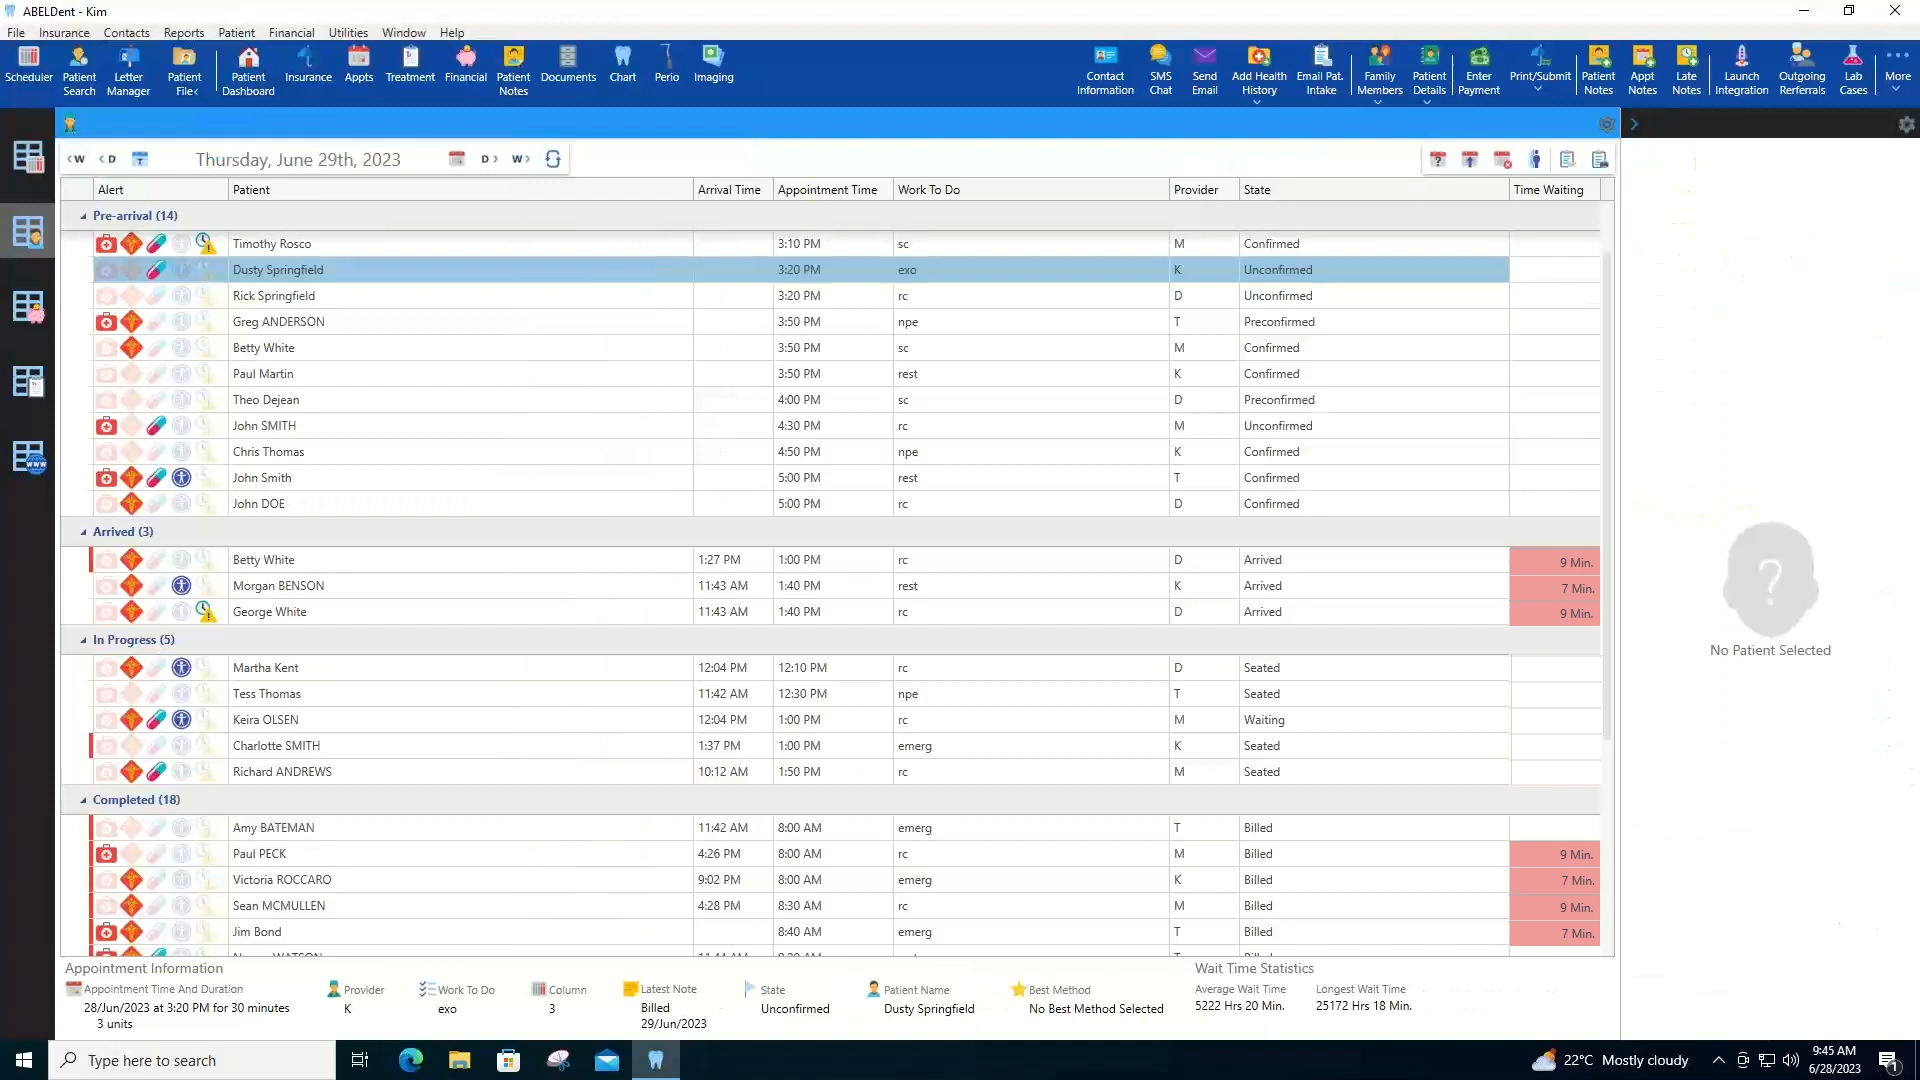 ABELDent - Kim
File Insurance Contacts Reports Patient Financial Utilities Window Help
Scheduler
Patient Search
Letter Manager
Patient File<
Patient Dashboard
Insurance
Appts
Treatment
Financial
Patient Notes
Documents
Chart
Perio
Imaging
Contact Information
SMS Chat
Send Email
Add Health History
Email Pat. Intake
Family Members
Patient Details
Enter Payment
Print/Submit
Patient Notes
Appt Notes
Late Notes
Launch Integration
Outgoing Rerferrals
Lab Cases
More
<W <D T Thursday, June 29th, 2023 D> W>
Alert Patient Arrival Time Appointment Time Work To Do Provider State Time Waiting
Pre-arrival (14)
Timothy Rosco 3:10 PM sc M Confirmed
Dusty Springfield 3:20 PM exo K Unconfirmed
Rick Springfield 3:20 PM rc D Unconfirmed
Greg ANDERSON 3:50 PM npe T Preconfirmed
Betty White 3:50 PM sc M Confirmed
Paul Martin 3:50 PM rest K Confirmed
Theo Dejean 4:00 PM sc D Preconfirmed
John SMITH 4:30 PM rc M Unconfirmed
Chris Thomas 4:50 PM npe K Confirmed
John Smith 5:00 PM rest T Confirmed
John DOE 5:00 PM rc D Confirmed
Arrived (3)
Betty White 1:27 PM 1:00 PM rc D Arrived 9 Min.
Morgan BENSON 11:43 AM 1:40 PM rest K Arrived 7 Min.
George White 11:43 AM 1:40 PM rc D Arrived 9 Min.
In Progress (5)
Martha Kent 12:04 PM 12:10 PM rc D Seated
Tess Thomas 11:42 AM 12:30 PM npe T Seated
Keira OLSEN 12:04 PM 1:00 PM rc M Waiting
Charlotte SMITH 1:37 PM 1:00 PM emerg K Seated
Richard ANDREWS 10:12 AM 1:50 PM rc M Seated
Completed (18)
Amy BATEMAN 11:42 AM 8:00 AM emerg T Billed
Paul PECK 4:26 PM 8:00 AM rc M Billed 9 Min.
Victoria ROCCARO 9:02 PM 8:00 AM emerg K Billed 7 Min.
Sean MCMULLEN 4:28 PM 8:30 AM rc M Billed 9 Min.
Jim Bond 8:40 AM emerg T Billed 7 Min.
No Patient Selected
Appointment Information
Appointment Time And Duration
28/Jun/2023 at 3:20 PM for 30 minutes
3 units
Provider
K
Work To Do
exo
Column
3
Latest Note
Billed
29/Jun/2023
State
Unconfirmed
Patient Name
Dusty Springfield
Best Method
No Best Method Selected
Wait Time Statistics
Average Wait Time
5222 Hrs 20 Min.
Longest Wait Time
25172 Hrs 18 Min.
Type here to search
22°C Mostly cloudy
9:45 AM
6/28/2023
1